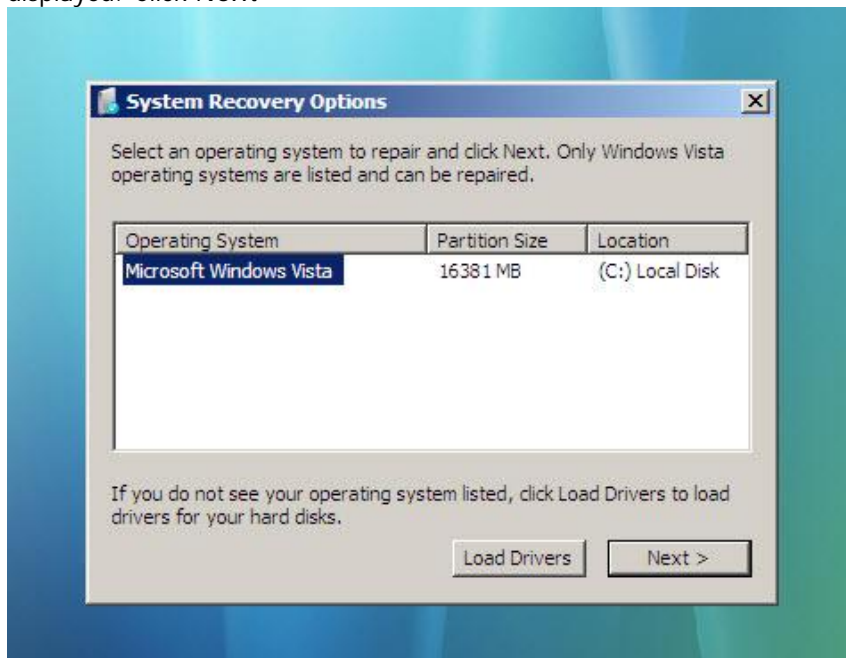 System Recovery Options
Select an operating system to repair and click Next. Only Windows Vista
operating systems are listed and can be repaired.
Operating System Partition Size Location
Microsoft Windows Vista 16381 MB (C:) Local Disk
If you do not see your operating system listed, click Load Drivers to load
drivers for your hard disks.
Load Drivers Next >